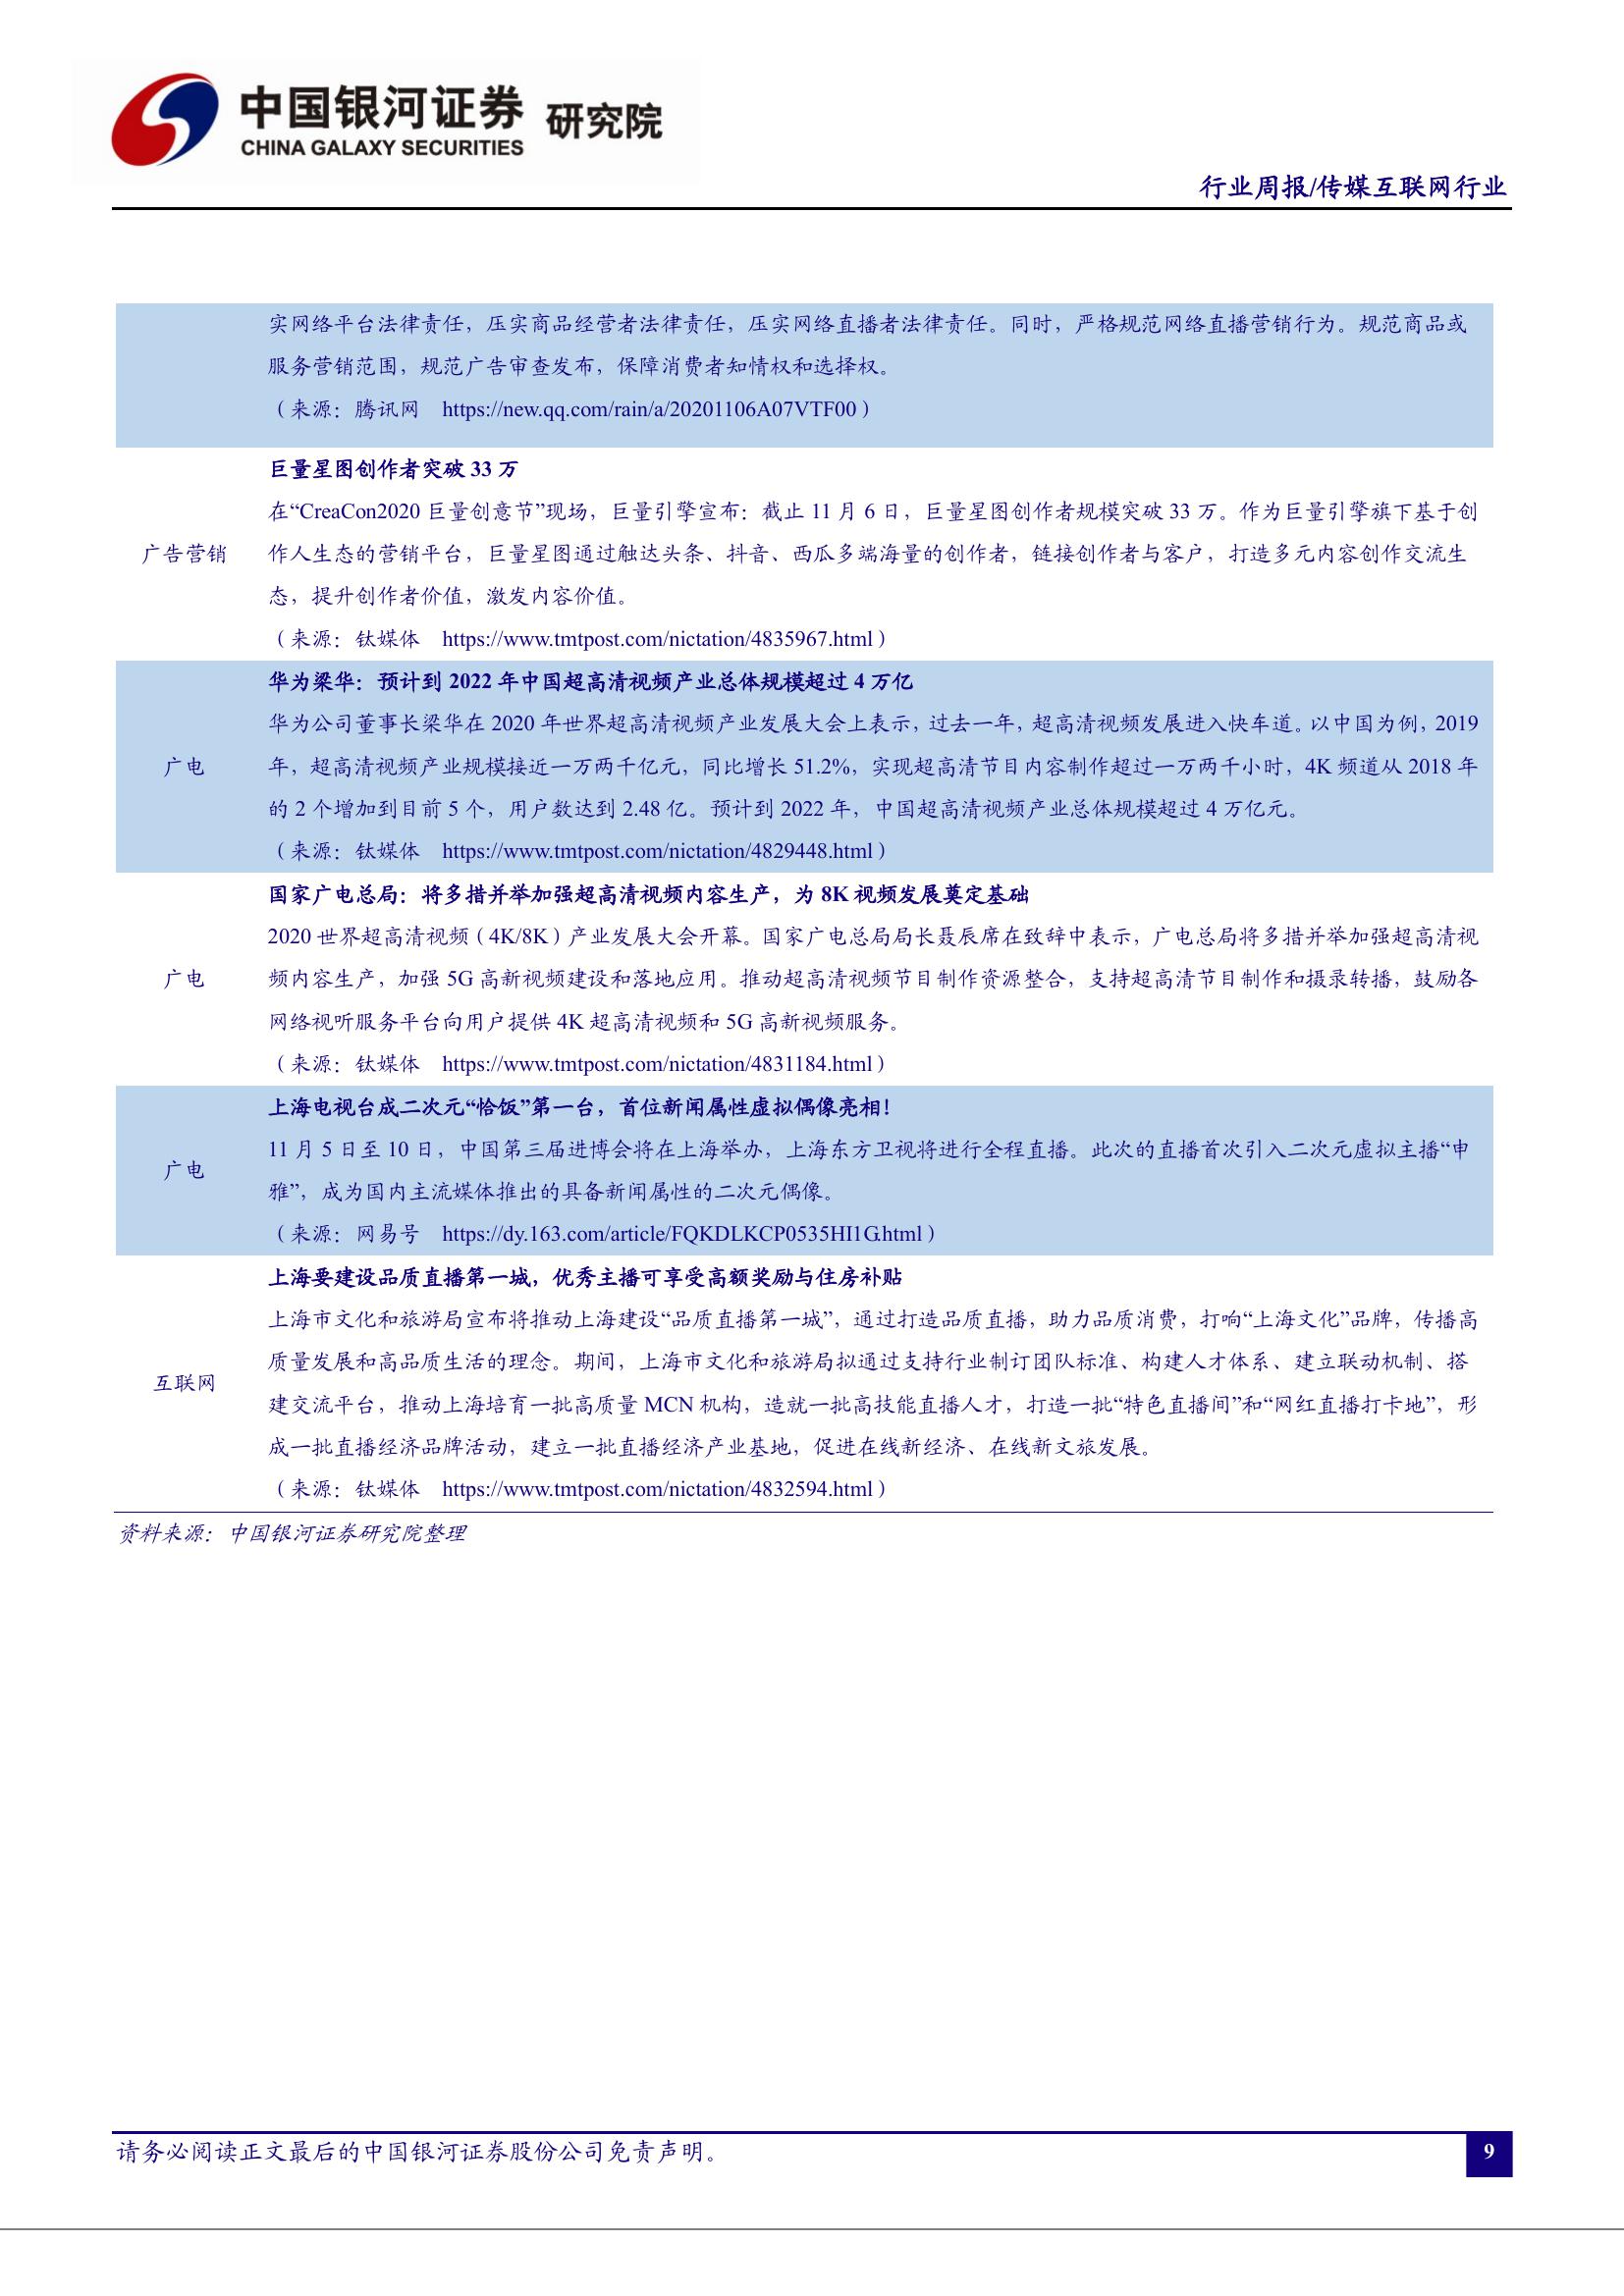 中国银河证券 研究院
CHINA GALAXY SECURITIES
行业周报/传媒互联网行业
实网络平台法律责任，压实商品经营者法律责任，压实网络直播者法律责任。同时，严格规范网络直播营销行为。规范商品或
服务营销范围，规范广告审查发布，保障消费者知情权和选择权。
（来源：腾讯网 https://new.qq.com/rain/a/20201106A07VTF00）
巨量星图创作者突破 33 万
在“CreaCon2020 巨量创意节”现场，巨量引擎宣布：截止 11 月 6 日，巨量星图创作者规模突破 33 万。作为巨量引擎旗下基于创
广告营销
作人生态的营销平台，巨量星图通过触达头条、抖音、西瓜多端海量的创作者，链接创作者与客户，打造多元内容创作交流生
态，提升创作者价值，激发内容价值。
（来源：钛媒体 https://www.tmtpost.com/nictation/4835967.html）
华为梁华：预计到 2022 年中国超高清视频产业总体规模超过 4 万亿
华为公司董事长梁华在 2020 年世界超高清视频产业发展大会上表示，过去一年，超高清视频发展进入快车道。以中国为例，2019
广电
年，超高清视频产业规模接近一万两千亿元，同比增长 51.2%，实现超高清节目内容制作超过一万两千小时，4K 频道从 2018 年
的 2 个增加到目前 5 个，用户数达到 2.48 亿。预计到 2022 年，中国超高清视频产业总体规模超过 4 万亿元。
（来源：钛媒体 https://www.tmtpost.com/nictation/4829448.html）
国家广电总局：将多措并举加强超高清视频内容生产，为 8K 视频发展奠定基础
2020 世界超高清视频（4K/8K）产业发展大会开幕。国家广电总局局长聂辰席在致辞中表示，广电总局将多措并举加强超高清视
广电
频内容生产，加强 5G 高新视频建设和落地应用。推动超高清视频节目制作资源整合，支持超高清节目制作和摄录转播，鼓励各
网络视听服务平台向用户提供 4K 超高清视频和 5G 高新视频服务。
（来源：钛媒体 https://www.tmtpost.com/nictation/4831184.html）
上海电视台成二次元“恰饭”第一台，首位新闻属性虚拟偶像亮相！
11 月 5 日至 10 日，中国第三届进博会将在上海举办，上海东方卫视将进行全程直播。此次的直播首次引入二次元虚拟主播“申
广电
雅”，成为国内主流媒体推出的具备新闻属性的二次元偶像。
（来源：网易号 https://dy.163.com/article/FQKDLKCP0535HI1G.html）
上海要建设品质直播第一城，优秀主播可享受高额奖励与住房补贴
上海市文化和旅游局宣布将推动上海建设“品质直播第一城”，通过打造品质直播，助力品质消费，打响“上海文化”品牌，传播高
质量发展和高品质生活的理念。期间，上海市文化和旅游局拟通过支持行业制订团队标准、构建人才体系、建立联动机制、搭
互联网
建交流平台，推动上海培育一批高质量 MCN 机构，造就一批高技能直播人才，打造一批“特色直播间”和“网红直播打卡地”，形
成一批直播经济品牌活动，建立一批直播经济产业基地，促进在线新经济、在线新文旅发展。
（来源：钛媒体 https://www.tmtpost.com/nictation/4832594.html）
资料来源：中国银河证券研究院整理
请务必阅读正文最后的中国银河证券股份公司免责声明。
9